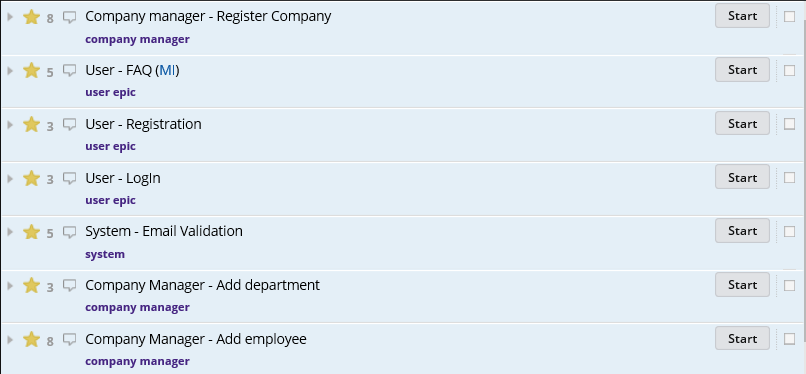 8 Company manager - Register Company Start
company manager
5 User - FAQ (MI) Start
user epic
3 User - Registration Start
user epic
3 User - LogIn Start
user epic
5 System - Email Validation Start
system
3 Company Manager - Add department Start
company manager
8 Company Manager - Add employee Start
company manager